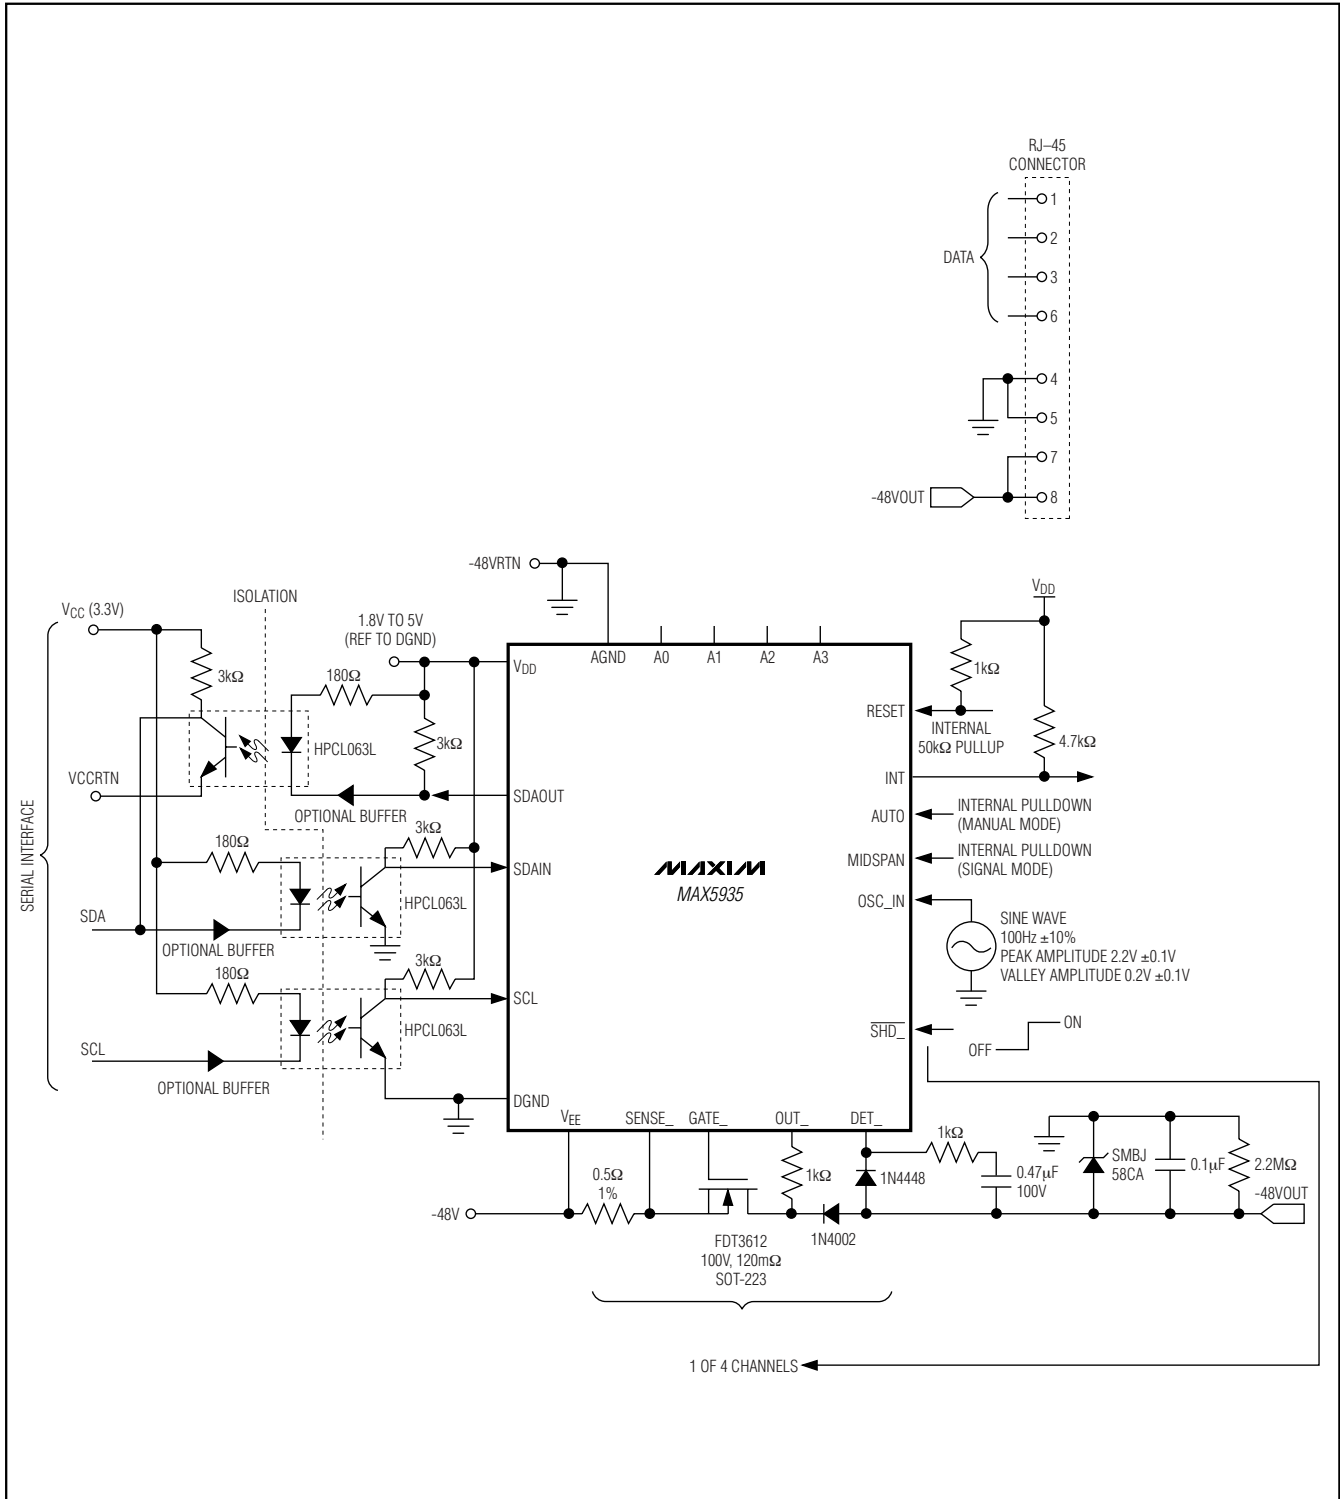 RJ–45
CONNECTOR
1
2
DATA
3
6
4
5
7
-48VOUT
8
-48VRTN
ISOLATION
VCC (3.3V)
1.8V TO 5V
(REF TO DGND)
VDD
VDD
AGND
A0
A1
A2
A3
3kΩ
180Ω
1kΩ
RESET
HPCL063L
3kΩ
INTERNAL
50kΩ PULLUP
4.7kΩ
VCCRTN
INT
SDAOUT
OPTIONAL BUFFER
AUTO
INTERNAL PULLDOWN
(MANUAL MODE)
SERIAL INTERFACE
180Ω
3kΩ
SDAIN
MAXIM
MAX5935
MIDSPAN
INTERNAL PULLDOWN
(SIGNAL MODE)
HPCL063L
OSC_IN
SDA
OPTIONAL BUFFER
SINE WAVE
100Hz ±10%
PEAK AMPLITUDE 2.2V ±0.1V
VALLEY AMPLITUDE 0.2V ±0.1V
180Ω
3kΩ
SCL
HPCL063L
SHD_
ON
OFF
SCL
OPTIONAL BUFFER
DGND
VEE
SENSE_
GATE_
OUT_
DET_
1kΩ
0.5Ω
1%
1kΩ
1N4448
0.47µF
100V
SMBJ
58CA
0.1µF
2.2MΩ
-48VOUT
-48V
FDT3612
100V, 120mΩ
SOT-223
1N4002
1 OF 4 CHANNELS